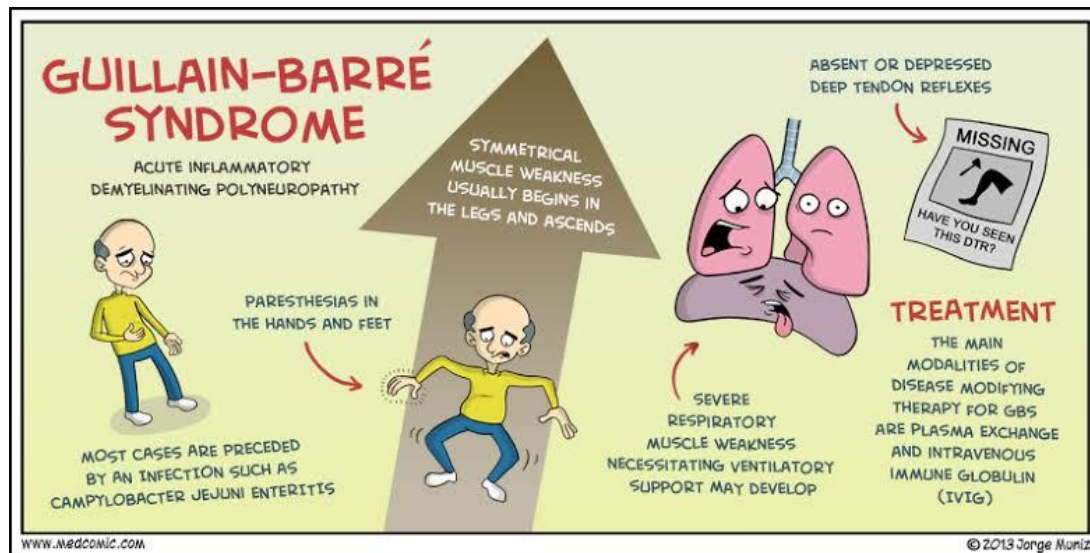 GUILLAIN-BARRÉ
SYNDROME
ACUTE INFLAMMATORY
DEMYELINATING POLYNEUROPATHY
MOST CASES ARE PRECEDED
BY AN INFECTION SUCH AS
CAMPYLOBACTER JEJUNI ENTERITIS
PARESTHESIAS IN
THE HANDS AND FEET
SYMMETRICAL
MUSCLE WEAKNESS
USUALLY BEGINS IN
THE LEGS AND ASCENDS
SEVERE
RESPIRATORY
MUSCLE WEAKNESS
NECESSITATING VENTILATORY
SUPPORT MAY DEVELOP
ABSENT OR DEPRESSED
DEEP TENDON REFLEXES
MISSING
HAVE YOU SEEN
THIS DTR?
TREATMENT
THE MAIN
MODALITIES OF
DISEASE MODIFYING
THERAPY FOR GBS
ARE PLASMA EXCHANGE
AND INTRAVENOUS
IMMUNE GLOBULIN
(IVIG)
www.medcomic.com
© 2013 Jorge Muniz